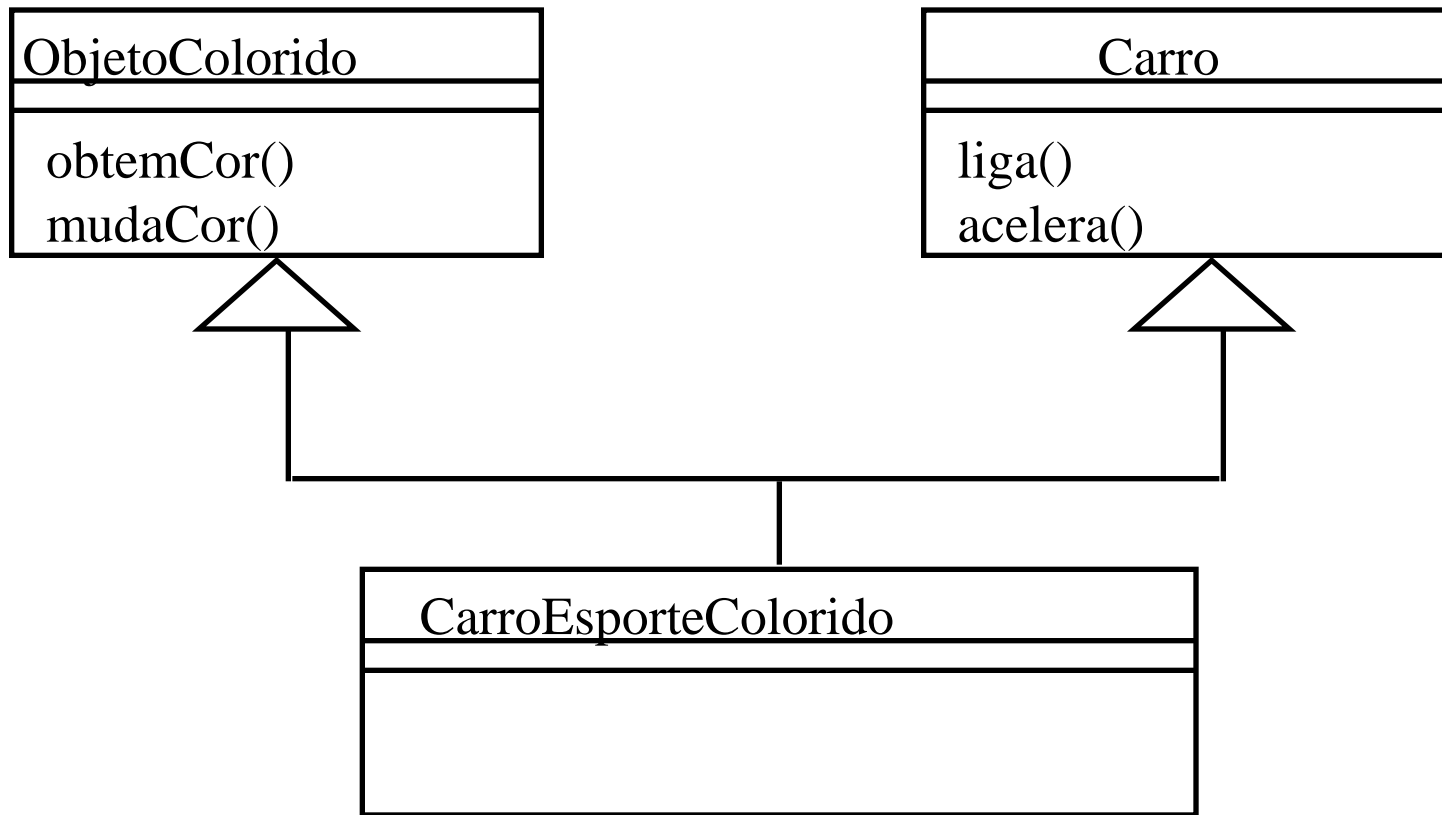 ObjetoColorido
obtemCor()
mudaCor()
Carro
liga()
acelera()
CarroEsporteColorido